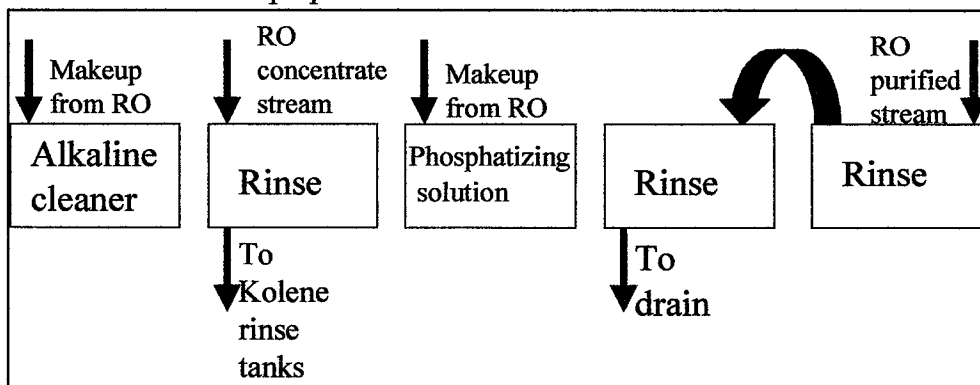 Makeup
from RO
RO
concentrate
stream
Makeup
from RO
RO
purified
stream
Alkaline
cleaner
Rinse
Phosphatizing
solution
Rinse
Rinse
To
Kolene
rinse
tanks
To
drain